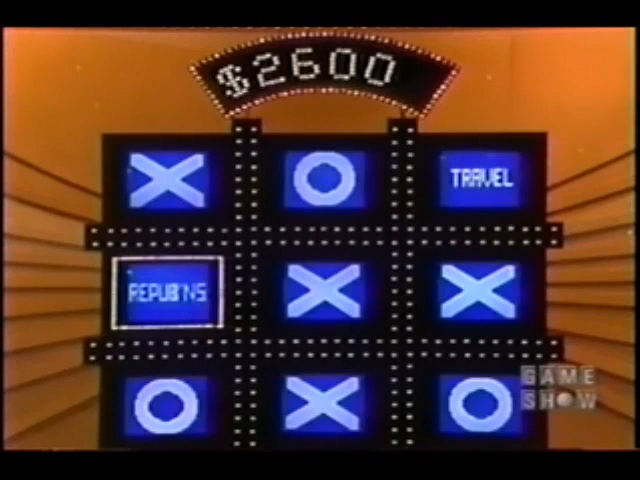 $2600
X O TRAVEL
REPUB'NS X X
O X O
GAME
SHOW